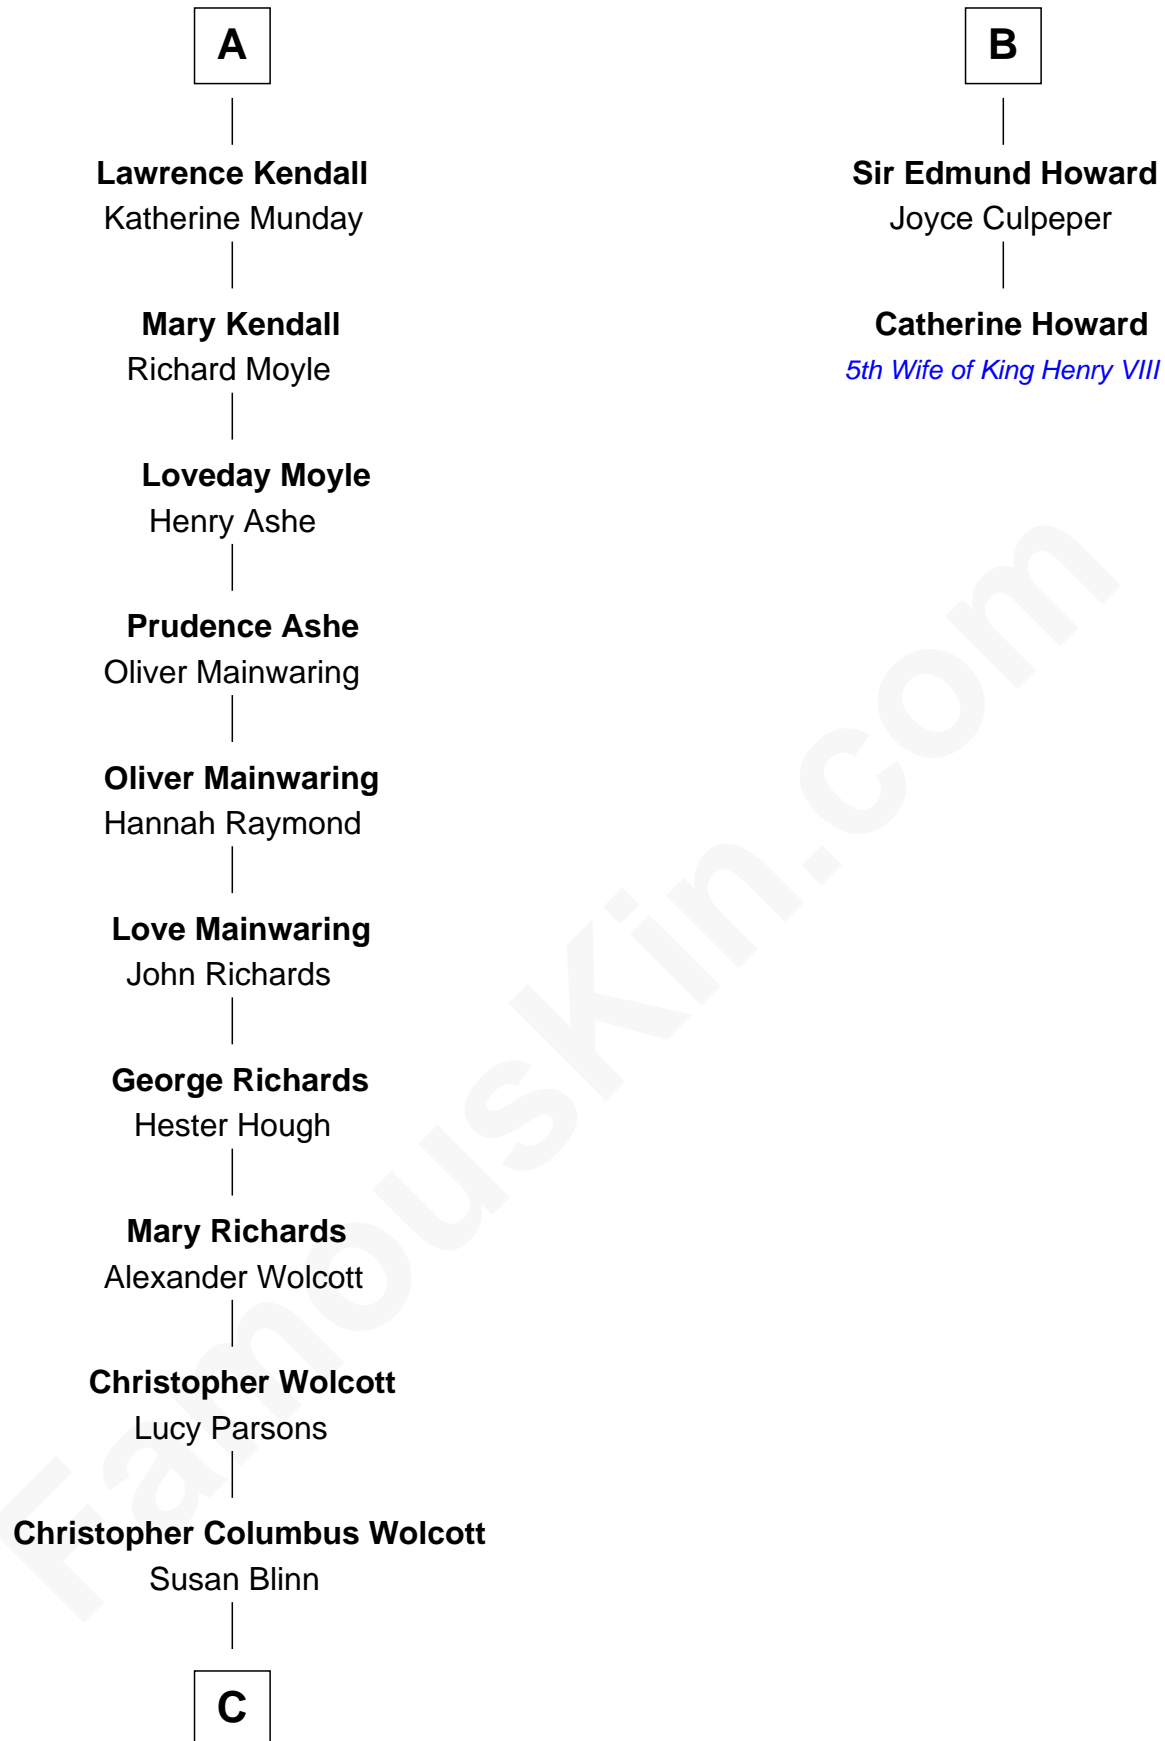 A
Lawrence Kendall
Katherine Munday
Mary Kendall
Richard Moyle
Loveday Moyle
Henry Ashe
Prudence Ashe
Oliver Mainwaring
Oliver Mainwaring
Hannah Raymond
Love Mainwaring
John Richards
George Richards
Hester Hough
Mary Richards
Alexander Wolcott
Christopher Wolcott
Lucy Parsons
Christopher Columbus Wolcott
Susan Blinn
C
B
Sir Edmund Howard
Joyce Culpeper
Catherine Howard
5th Wife of King Henry VIII
FamousKin.com